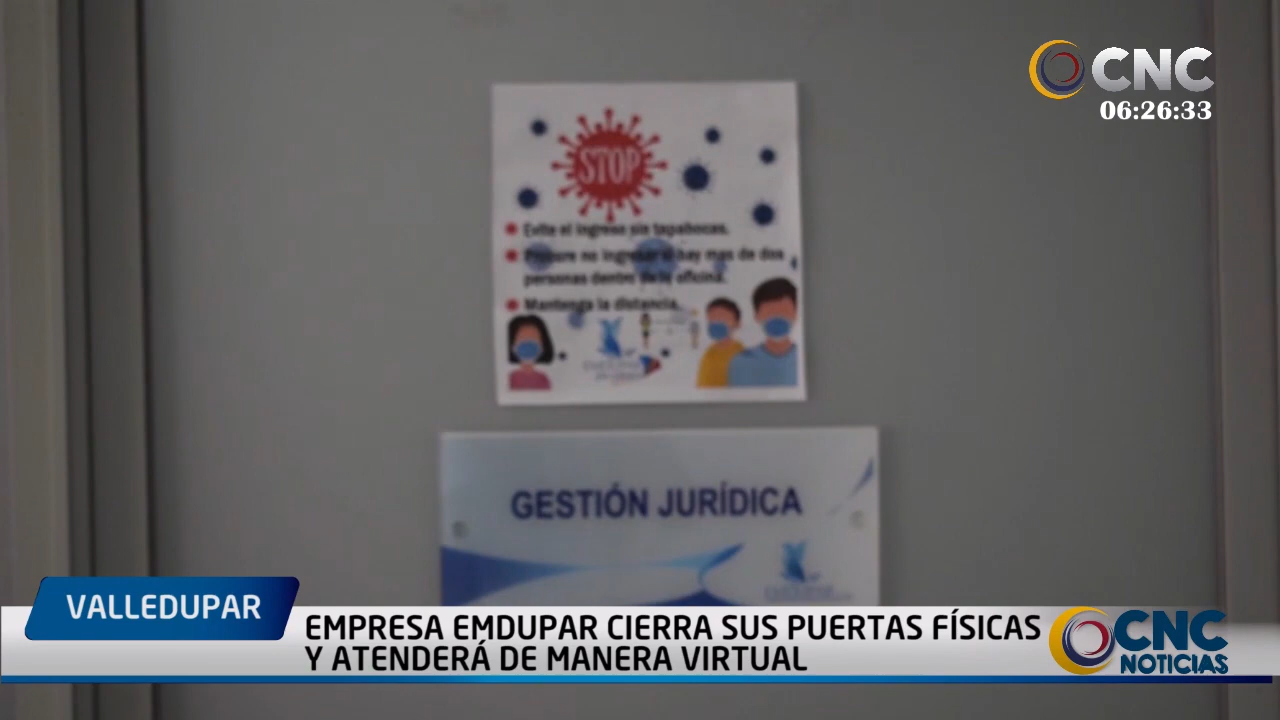 CNC
06:26:33
STOP
Evite el ingreso sin tapabocas.
Procure no ingresar si hay mas de dos
personas dentro de la oficina.
Mantenga la distancia.
GESTIÓN JURÍDICA
VALLEDUPAR
EMPRESA EMDUPAR CIERRA SUS PUERTAS FÍSICAS
Y ATENDERÁ DE MANERA VIRTUAL
CNC
NOTICIAS